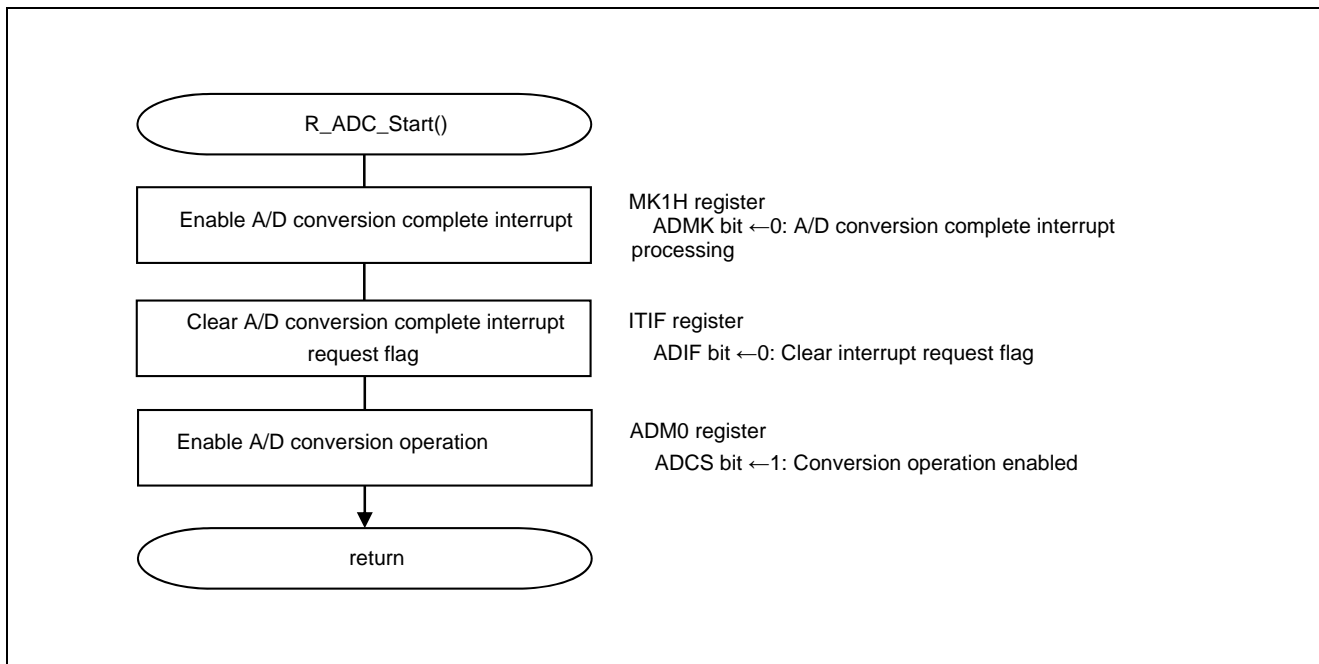 R_ADC_Start()
Enable A/D conversion complete interrupt
MK1H register
ADMK bit ←0: A/D conversion complete interrupt
processing
Clear A/D conversion complete interrupt
request flag
ITIF register
ADIF bit ←0: Clear interrupt request flag
Enable A/D conversion operation
ADM0 register
ADCS bit ←1: Conversion operation enabled
return